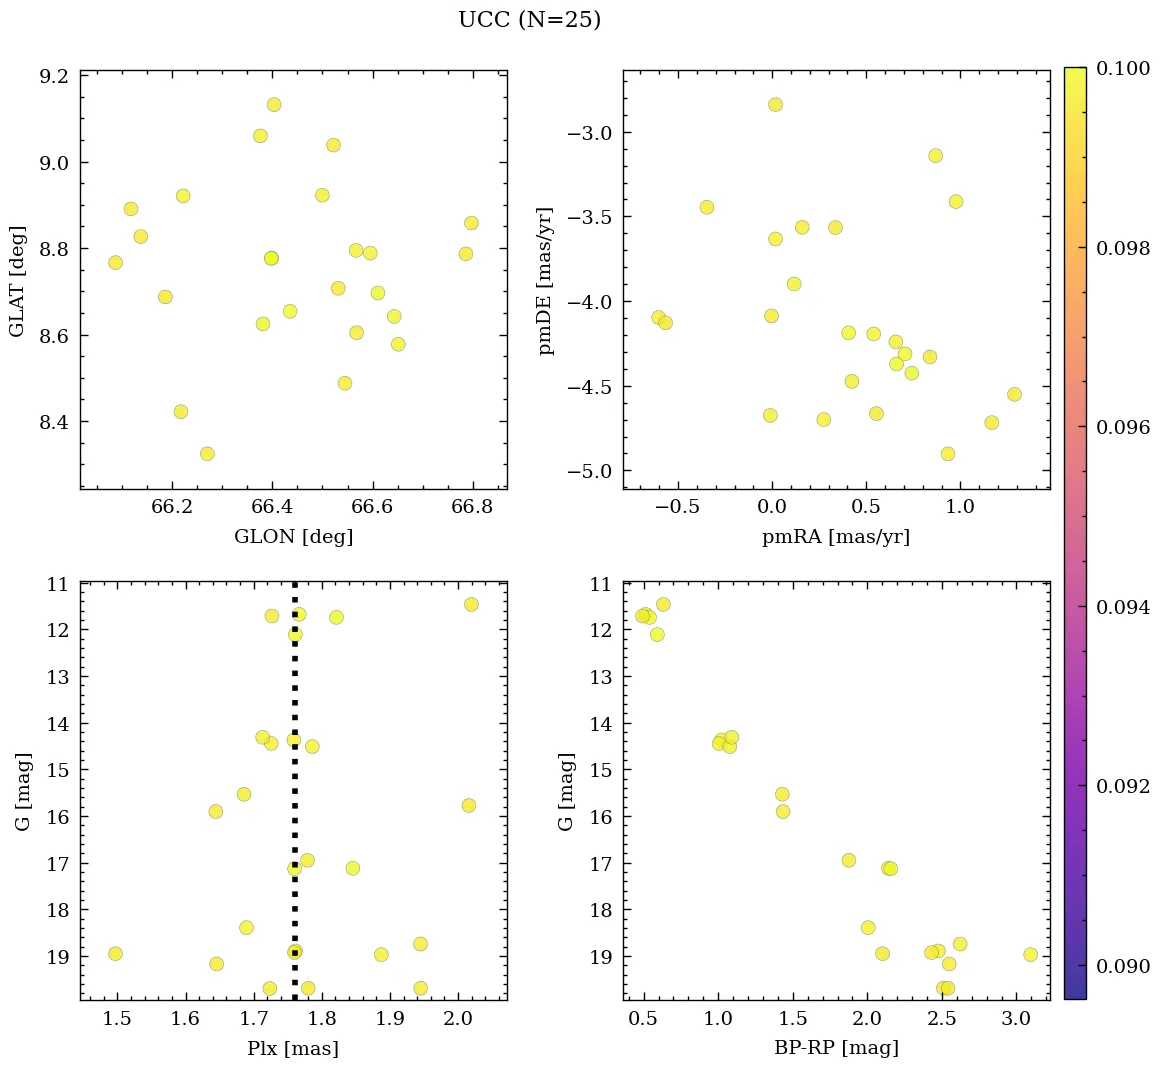 UCC (N=25)
9.2
9.0
8.8
8.6
8.4
GLAT [deg]
66.2 66.4 66.6 66.8
GLON [deg]
−3.0
−3.5
−4.0
−4.5
−5.0
pmDE [mas/yr]
−0.5 0.0 0.5 1.0
pmRA [mas/yr]
11
12
13
14
15
16
17
18
19
G [mag]
1.5 1.6 1.7 1.8 1.9 2.0
Plx [mas]
11
12
13
14
15
16
17
18
19
G [mag]
0.5 1.0 1.5 2.0 2.5 3.0
BP-RP [mag]
0.100
0.098
0.096
0.094
0.092
0.090